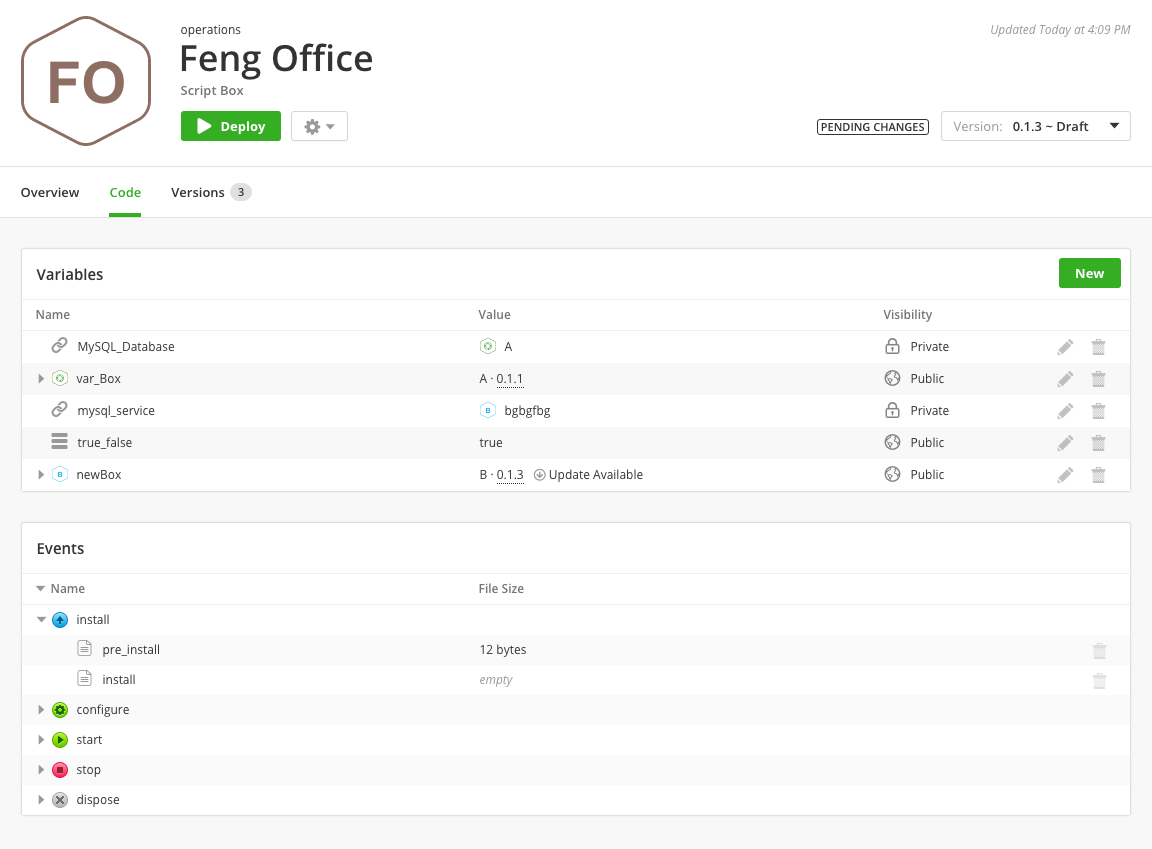 FO
operations
Updated Today at 4:09 PM
Feng Office
Script Box
Deploy
PENDING CHANGES
Version: 0.1.3 ~ Draft
Overview Code Versions 3
Variables New
Name Value Visibility
MySQL_Database A Private
var_Box A · 0.1.1 Public
mysql_service B bgbgfbg Private
true_false true Public
B newBox B · 0.1.3 Update Available Public
Events
Name File Size
install
pre_install 12 bytes
install empty
configure
start
stop
dispose